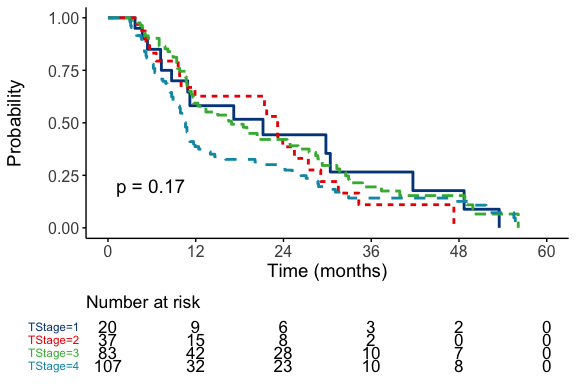 1.00
0.75
0.50
0.25
0.00
Probability
p = 0.17
0 12 24 36 48 60
Time (months)
Number at risk
TStage=1 20 9 6 3 2 0
TStage=2 37 15 8 2 0 0
TStage=3 83 42 28 10 7 0
TStage=4 107 32 23 10 8 0